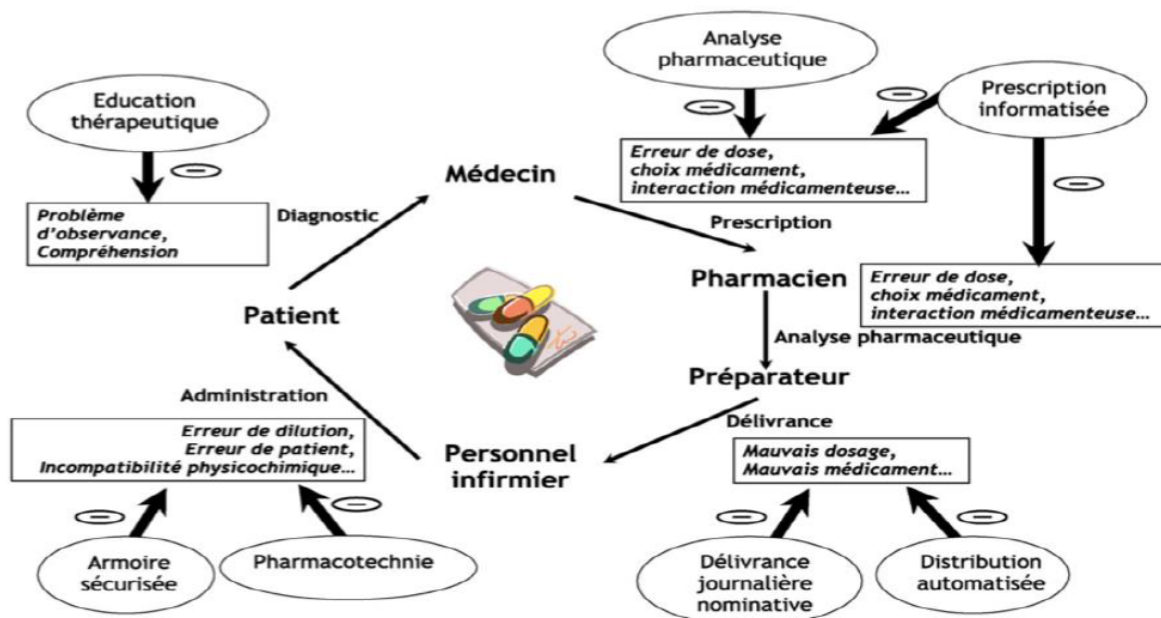 Analyse
pharmaceutique
Prescription
informatisée
Education
thérapeutique
Erreur de dose,
choix médicament,
interaction médicamenteuse…
Médecin
Problème
d'observance,
Compréhension
Diagnostic
Prescription
Pharmacien
Erreur de dose,
choix médicament,
interaction médicamenteuse…
Patient
Analyse pharmaceutique
Préparateur
Administration
Délivrance
Erreur de dilution,
Erreur de patient,
Incompatibilité physicochimique…
Personnel
infirmier
Mauvais dosage,
Mauvais médicament…
Armoire
sécurisée
Pharmacotechnie
Délivrance
journalière
nominative
Distribution
automatisée